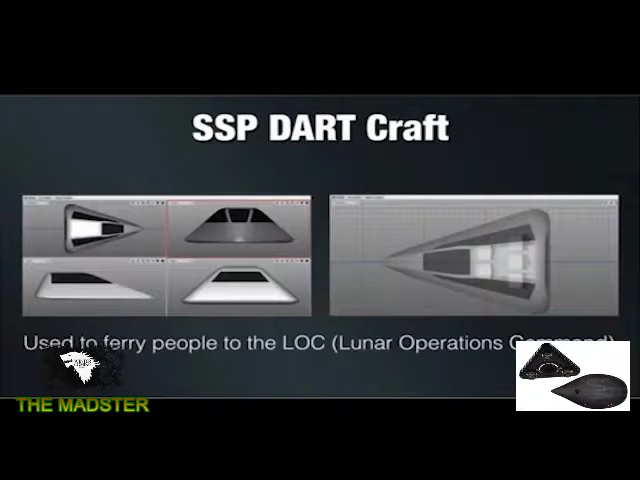 SSP DART Craft
Used to ferry people to the LOC (Lunar Operations Command)
THE MADSTER